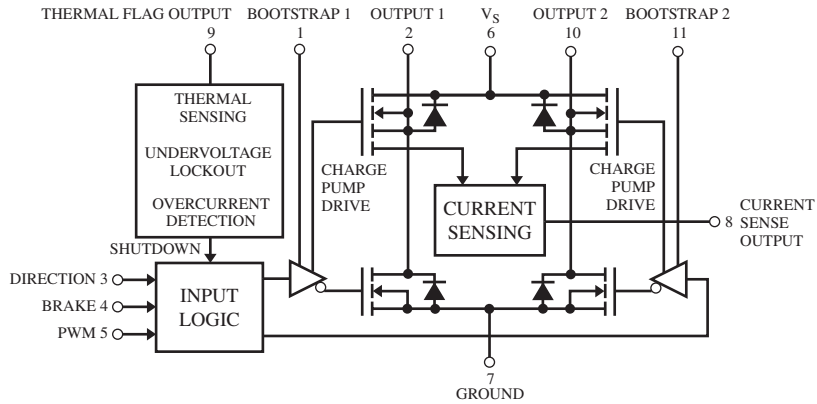 THERMAL FLAG OUTPUT
9
BOOTSTRAP 1
1
OUTPUT 1
2
VS
6
OUTPUT 2
10
BOOTSTRAP 2
11
THERMAL
SENSING
UNDERVOLTAGE
LOCKOUT
OVERCURRENT
DETECTION
SHUTDOWN
CHARGE
PUMP
DRIVE
CURRENT
SENSING
CHARGE
PUMP
DRIVE
8
CURRENT
SENSE
OUTPUT
DIRECTION 3
BRAKE 4
PWM 5
INPUT
LOGIC
7
GROUND